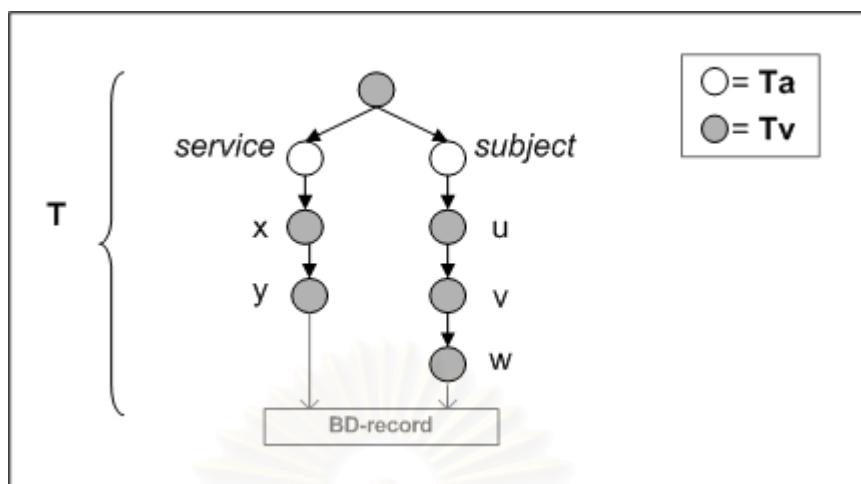 = Ta
= Tv
service
subject
T
x
u
y
v
w
BD-record